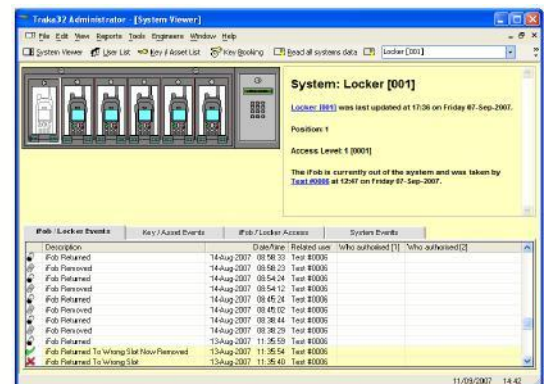 Traka32 Administrator - [System Viewer]
File Edit View Reports Tools Engineers Window Help
System Viewer User List Key / Asset List Key Booking Read all systems data Locker [001]
System: Locker [001]
Locker [001] was last updated at 17:36 on Friday 07-Sep-2007.
Position: 1
Access Level: 1 [0001]
The iFob is currently out of the system and was taken by
Test #0006 at 12:47 on Friday 07-Sep-2007.
iFob / Locker Events Key / Asset Events iFob / Locker Access System Events
Description Date/time Related user Who authorised [1] Who authorised [2]
iFob Returned 14-Aug-2007 08:58:33 Test #0006
iFob Removed 14-Aug-2007 08:58:23 Test #0006
iFob Returned 14-Aug-2007 08:54:24 Test #0006
iFob Removed 14-Aug-2007 08:54:12 Test #0006
iFob Returned 14-Aug-2007 08:45:24 Test #0006
iFob Removed 14-Aug-2007 08:45:02 Test #0006
iFob Returned 14-Aug-2007 08:38:44 Test #0006
iFob Removed 14-Aug-2007 08:38:29 Test #0006
iFob Returned 13-Aug-2007 11:35:59 Test #0006
iFob Returned To Wrong Slot Now Removed 13-Aug-2007 11:35:54 Test #0006
iFob Returned To Wrong Slot 13-Aug-2007 11:35:40 Test #0006
11/09/2007 14:42